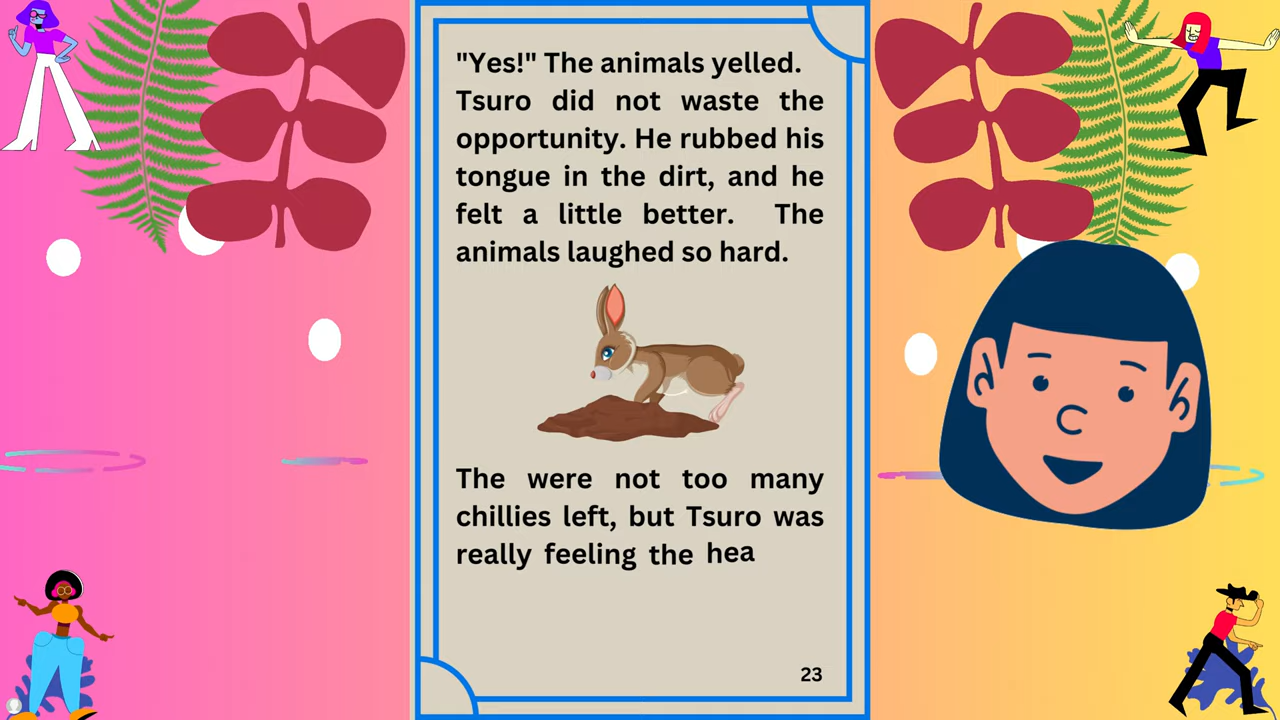 "Yes!" The animals yelled.
Tsuro did not waste the
opportunity. He rubbed his
tongue in the dirt, and he
felt a little better. The
animals laughed so hard.
The were not too many
chillies left, but Tsuro was
really feeling the hea
23